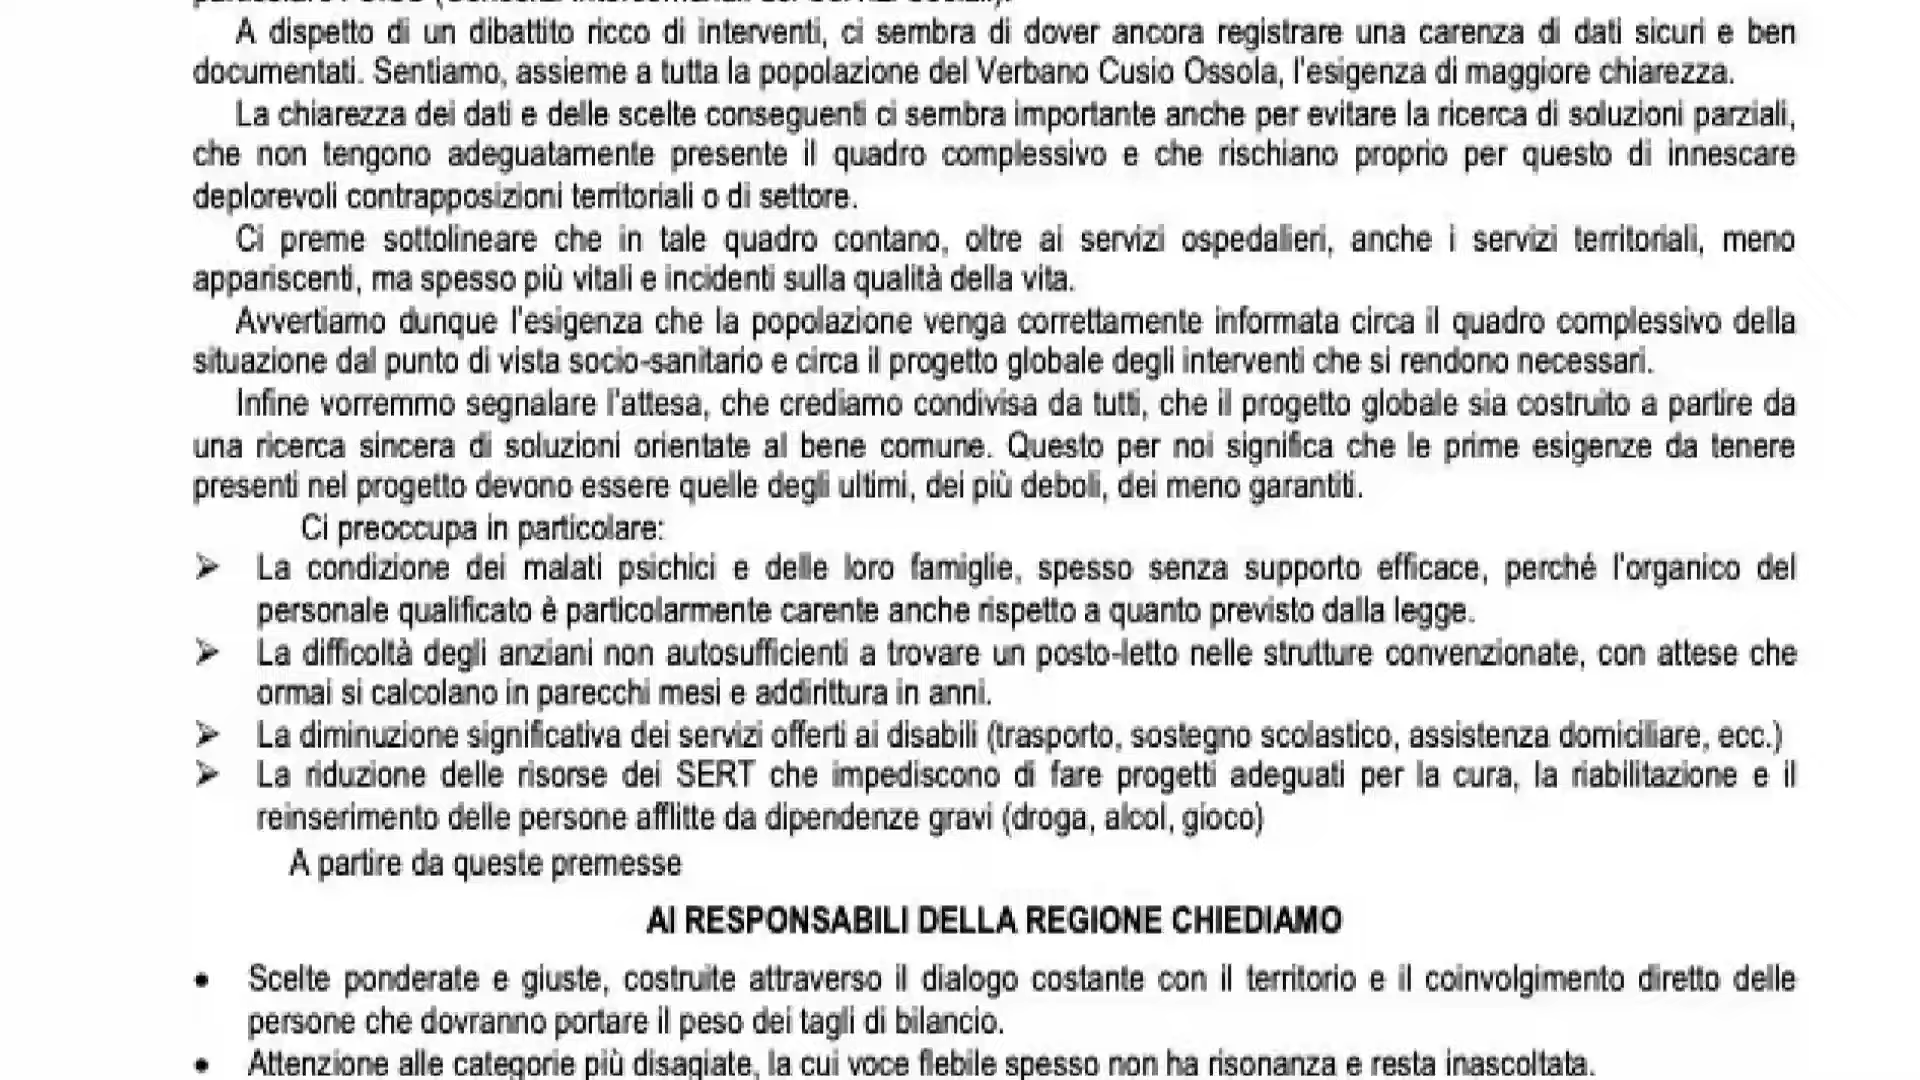 A dispetto di un dibattito ricco di interventi, ci sembra di dover ancora registrare una carenza di dati sicuri e ben
documentati. Sentiamo, assieme a tutta la popolazione del Verbano Cusio Ossola, l'esigenza di maggiore chiarezza.
La chiarezza dei dati e delle scelte conseguenti ci sembra importante anche per evitare la ricerca di soluzioni parziali,
che non tengono adeguatamente presente il quadro complessivo e che rischiano proprio per questo di innescare
deplorevoli contrapposizioni territoriali o di settore.
Ci preme sottolineare che in tale quadro contano, oltre ai servizi ospedalieri, anche i servizi territoriali, meno
appariscenti, ma spesso più vitali e incidenti sulla qualità della vita.
Avvertiamo dunque l'esigenza che la popolazione venga correttamente informata circa il quadro complessivo della
situazione dal punto di vista socio-sanitario e circa il progetto globale degli interventi che si rendono necessari.
Infine vorremmo segnalare l'attesa, che crediamo condivisa da tutti, che il progetto globale sia costruito a partire da
una ricerca sincera di soluzioni orientate al bene comune. Questo per noi significa che le prime esigenze da tenere
presenti nel progetto devono essere quelle degli ultimi, dei più deboli, dei meno garantiti.
Ci preoccupa in particolare:
➢ La condizione dei malati psichici e delle loro famiglie, spesso senza supporto efficace, perché l'organico del
personale qualificato è particolarmente carente anche rispetto a quanto previsto dalla legge.
➢ La difficoltà degli anziani non autosufficienti a trovare un posto-letto nelle strutture convenzionate, con attese che
ormai si calcolano in parecchi mesi e addirittura in anni.
➢ La diminuzione significativa dei servizi offerti ai disabili (trasporto, sostegno scolastico, assistenza domiciliare, ecc.)
➢ La riduzione delle risorse dei SERT che impediscono di fare progetti adeguati per la cura, la riabilitazione e il
reinserimento delle persone afflitte da dipendenze gravi (droga, alcol, gioco)
A partire da queste premesse
AI RESPONSABILI DELLA REGIONE CHIEDIAMO
• Scelte ponderate e giuste, costruite attraverso il dialogo costante con il territorio e il coinvolgimento diretto delle
persone che dovranno portare il peso dei tagli di bilancio.
• Attenzione alle categorie più disagiate, la cui voce flebile spesso non ha risonanza e resta inascoltata.